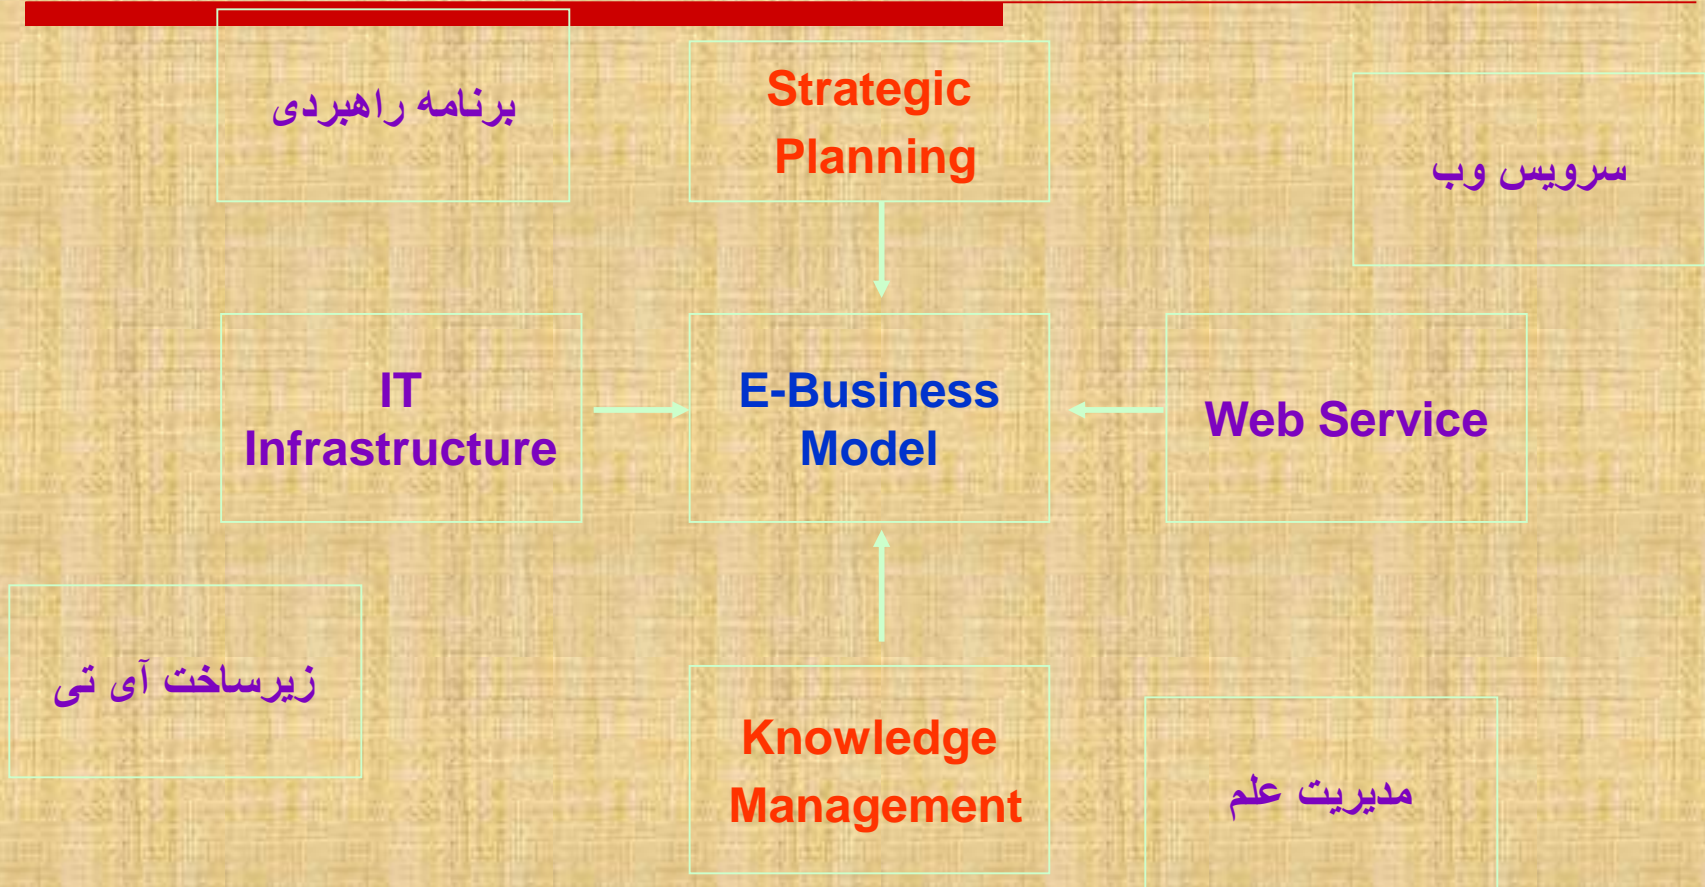 برنامه راهبردی
Strategic
Planning
سرویس وب
IT
Infrastructure
E-Business
Model
Web Service
زیرساخت آی تی
Knowledge
Management
مدیریت علم